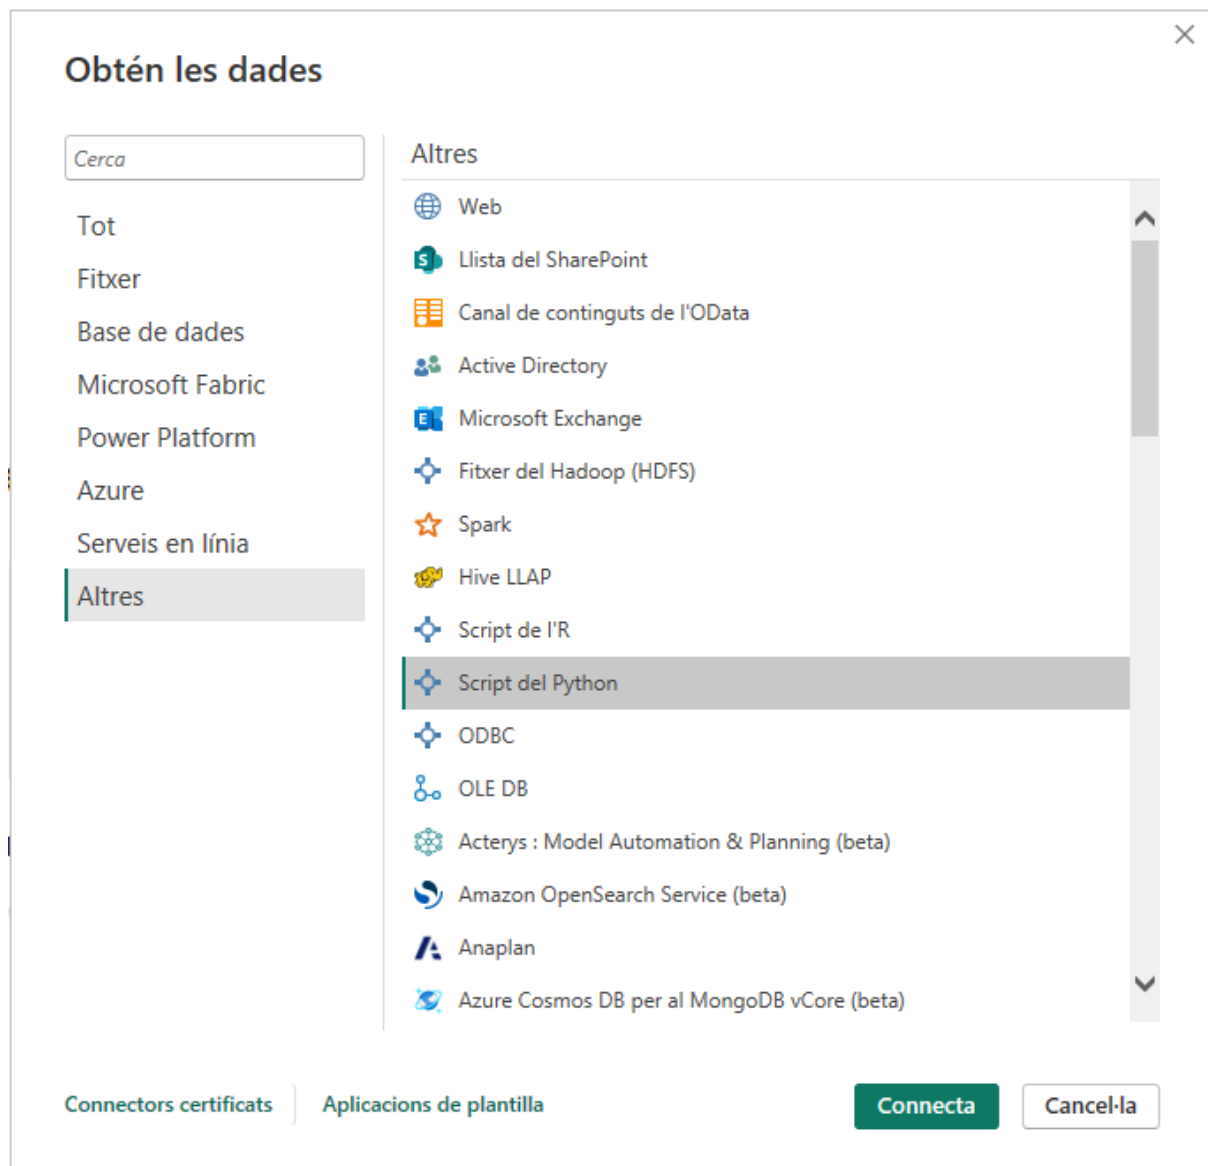 Obtén les dades
Cerca
Tot
Fitxer
Base de dades
Microsoft Fabric
Power Platform
Azure
Serveis en línia
Altres
Altres
Web
Llista del SharePoint
Canal de continguts de l'OData
Active Directory
Microsoft Exchange
Fitxer del Hadoop (HDFS)
Spark
Hive LLAP
Script de l'R
Script del Python
ODBC
OLE DB
Acterys : Model Automation & Planning (beta)
Amazon OpenSearch Service (beta)
Anaplan
Azure Cosmos DB per al MongoDB vCore (beta)
Connectors certificats
Aplicacions de plantilla
Connecta
Cancel·la